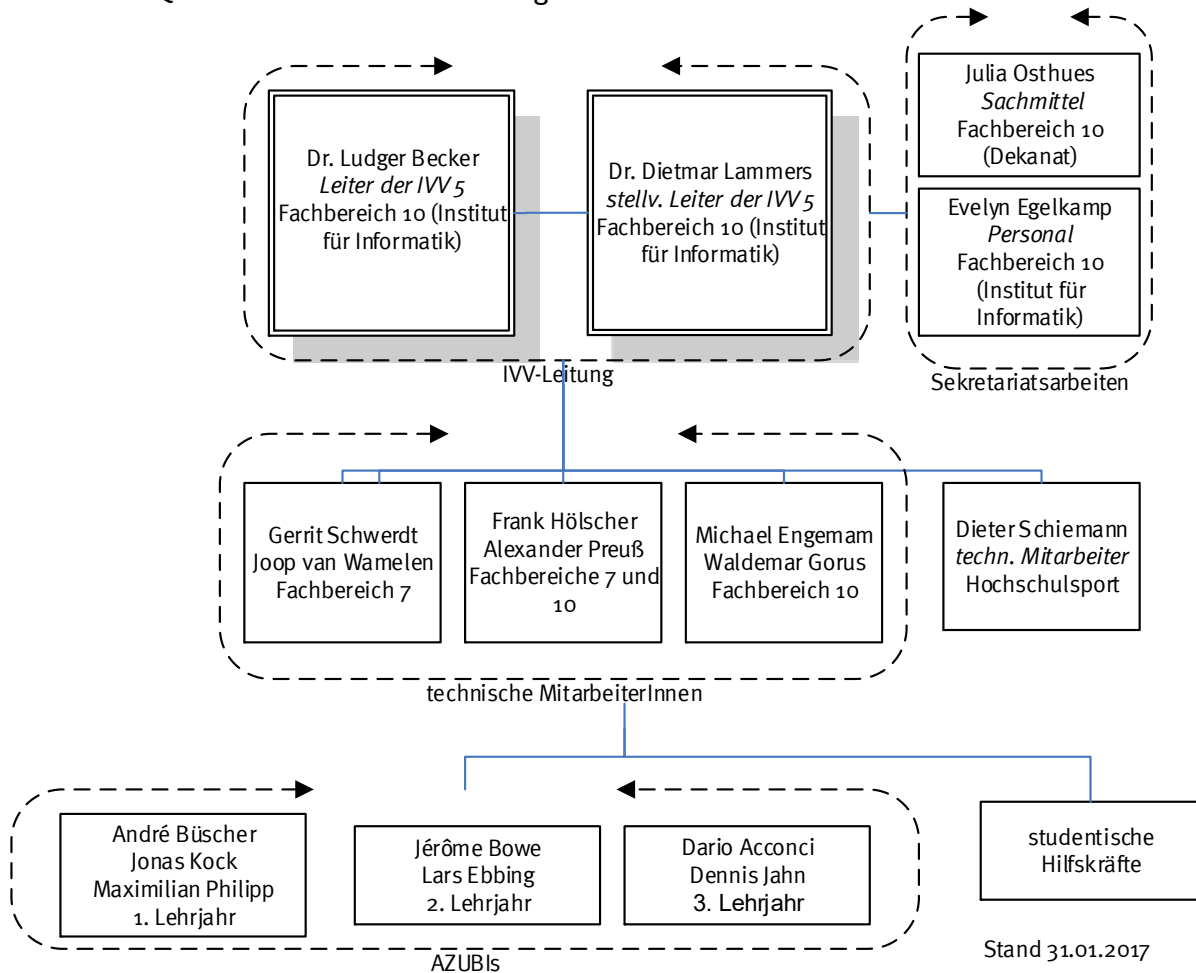 Dr. Ludger Becker
Leiter der IVV 5
Fachbereich 10 (Institut
für Informatik)
Dr. Dietmar Lammers
stellv. Leiter der IVV 5
Fachbereich 10 (Institut
für Informatik)
IVV-Leitung
Julia Osthues
Sachmittel
Fachbereich 10
(Dekanat)
Evelyn Egelkamp
Personal
Fachbereich 10
(Institut für
Informatik)
Sekretariatsarbeiten
Gerrit Schwerdt
Joop van Wamelen
Fachbereich 7
Frank Hölscher
Alexander Preuß
Fachbereiche 7 und
10
Michael Engemam
Waldemar Gorus
Fachbereich 10
Dieter Schiemann
techn. Mitarbeiter
Hochschulsport
technische MitarbeiterInnen
André Büscher
Jonas Kock
Maximilian Philipp
1. Lehrjahr
Jérôme Bowe
Lars Ebbing
2. Lehrjahr
Dario Acconci
Dennis Jahn
3. Lehrjahr
studentische
Hilfskräfte
AZUBIs
Stand 31.01.2017